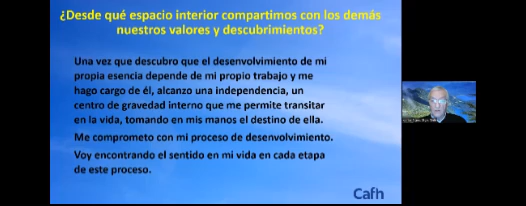 ¿Desde qué espacio interior compartimos con los demás
nuestros valores y descubrimientos?
Una vez que descubro que el desenvolvimiento de mi
propia esencia depende de mi propio trabajo y me
hago cargo de él, alcanzo una independencia, un
centro de gravedad interno que me permite transitar
en la vida, tomando en mis manos el destino de ella.
Me comprometo con mi proceso de desenvolvimiento.
Voy encontrando el sentido en mi vida en cada etapa
de este proceso.
Cafh